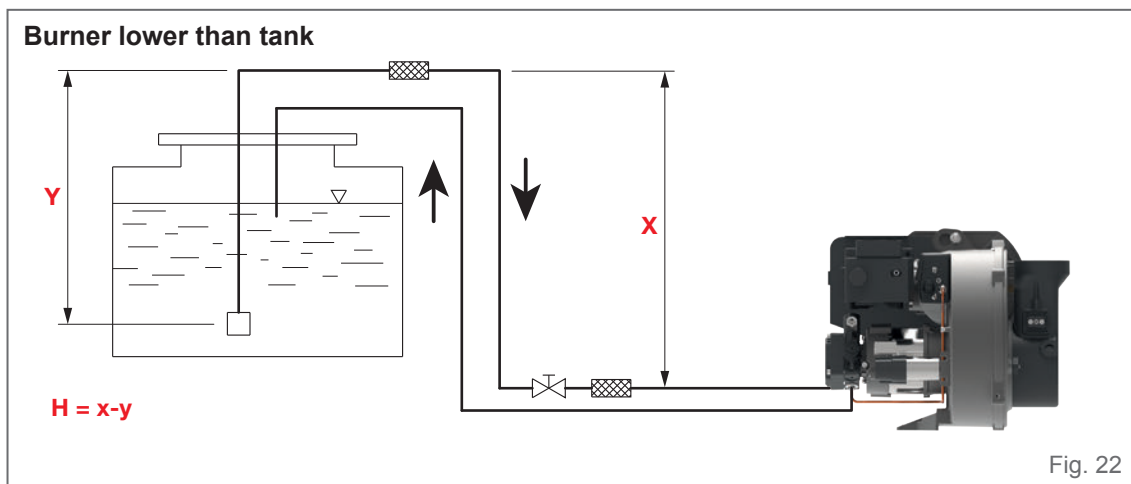 Burner lower than tank
Y
X
H = x-y
Fig. 22